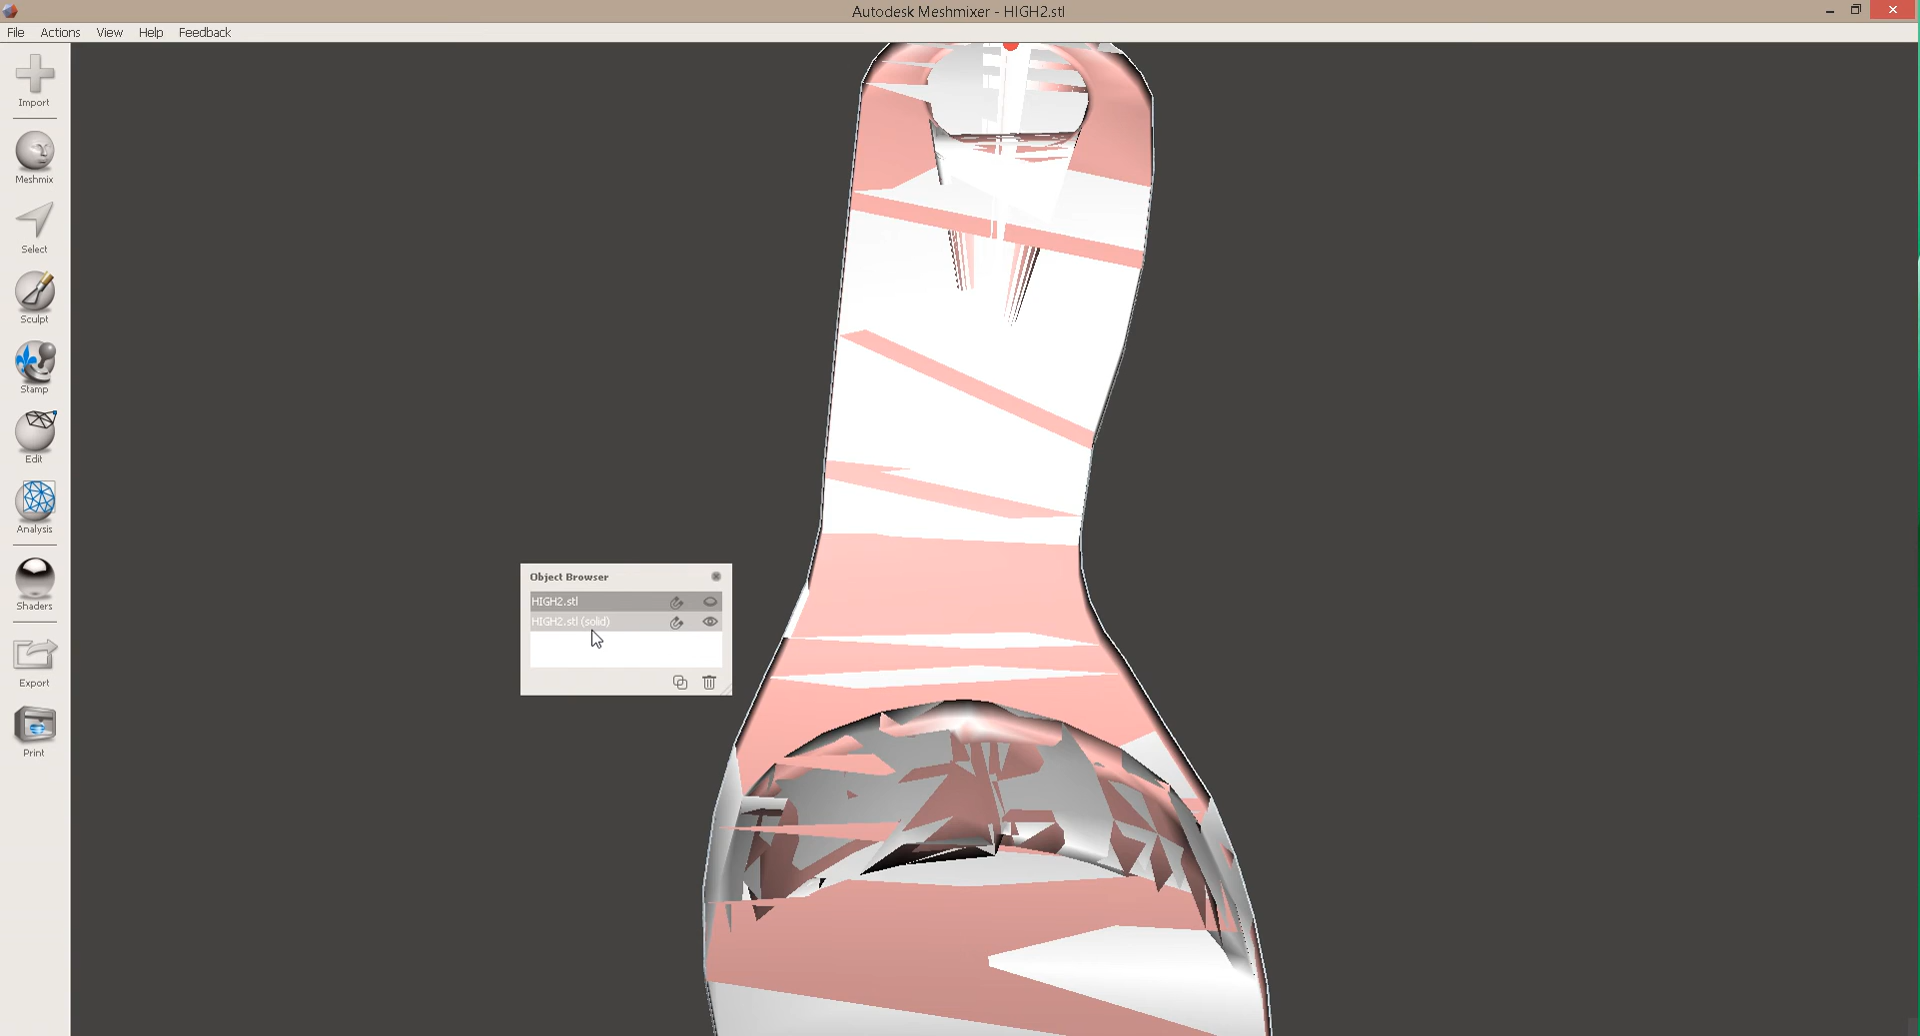 Autodesk Meshmixer - HIGH2.stl
File Actions View Help Feedback
Import
Meshmix
Select
Sculpt
Stamp
Edit
Analysis
Shaders
Export
Print
Object Browser
HIGH2.stl
HIGH2.stl (solid)